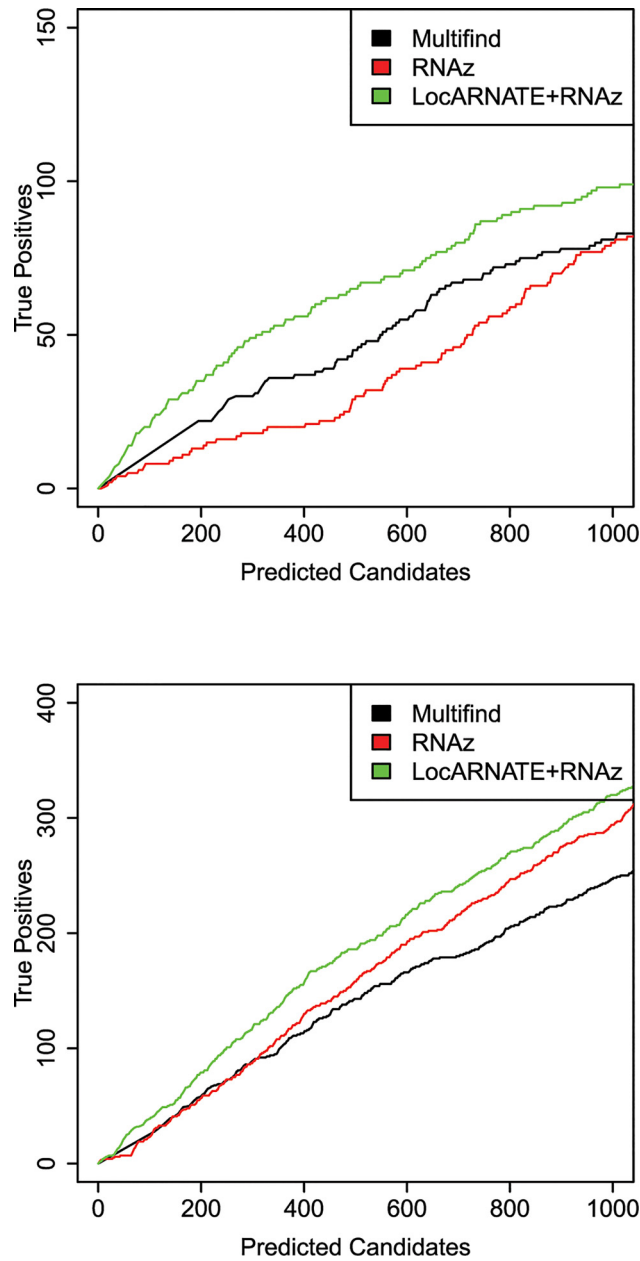 150
100
50
0
True Positives
Multifind
RNAz
LocARNATE+RNAz
0 200 400 600 800 1000
Predicted Candidates
400
300
200
100
0
True Positives
Multifind
RNAz
LocARNATE+RNAz
0 200 400 600 800 1000
Predicted Candidates